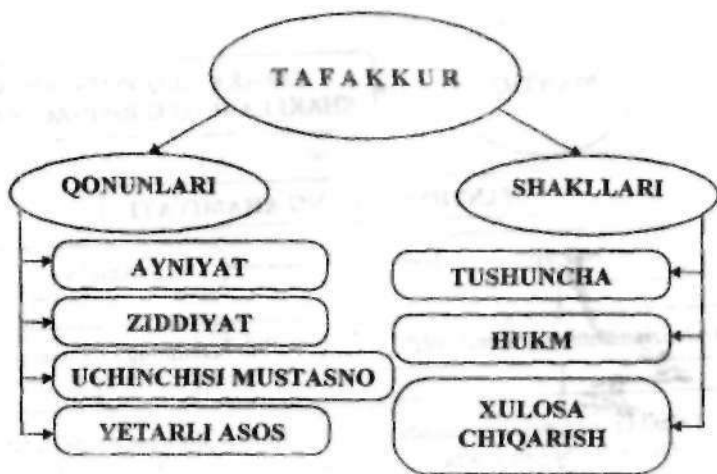 TAFAKKUR
QONUNLARI
AYNIYAT
ZIDDIYAT
UCHINCHISI MUSTASNO
YETARLI ASOS
SHAKLLARI
TUSHUNCHA
HUKM
XULOSA
CHIQARISH